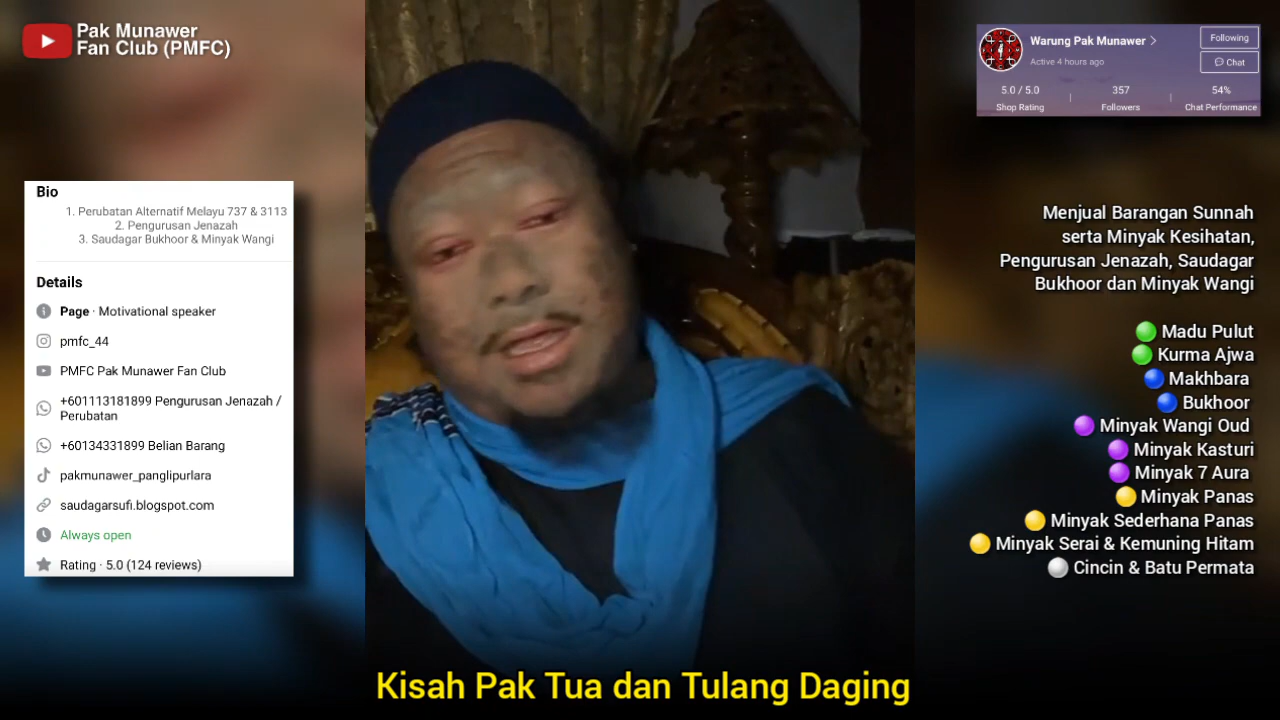 Pak Munawer
Fan Club (PMFC)
Bio
1. Perubatan Alternatif Melayu 737 & 3113
2. Pengurusan Jenazah
3. Saudagar Bukhoor & Minyak Wangi
Details
Page · Motivational speaker
pmfc_44
PMFC Pak Munawer Fan Club
+601113181899 Pengurusan Jenazah /
Perubatan
+60134331899 Belian Barang
pakmunawer_panglipurlara
saudagarsufi.blogspot.com
Always open
Rating · 5.0 (124 reviews)
Warung Pak Munawer >
Following
Active 4 hours ago
Chat
5.0 / 5.0
357
54%
Shop Rating
Followers
Chat Performance
Menjual Barangan Sunnah
serta Minyak Kesihatan,
Pengurusan Jenazah, Saudagar
Bukhoor dan Minyak Wangi
Madu Pulut
Kurma Ajwa
Makhbara
Bukhoor
Minyak Wangi Oud
Minyak Kasturi
Minyak 7 Aura
Minyak Panas
Minyak Sederhana Panas
Minyak Serai & Kemuning Hitam
Cincin & Batu Permata
Kisah Pak Tua dan Tulang Daging